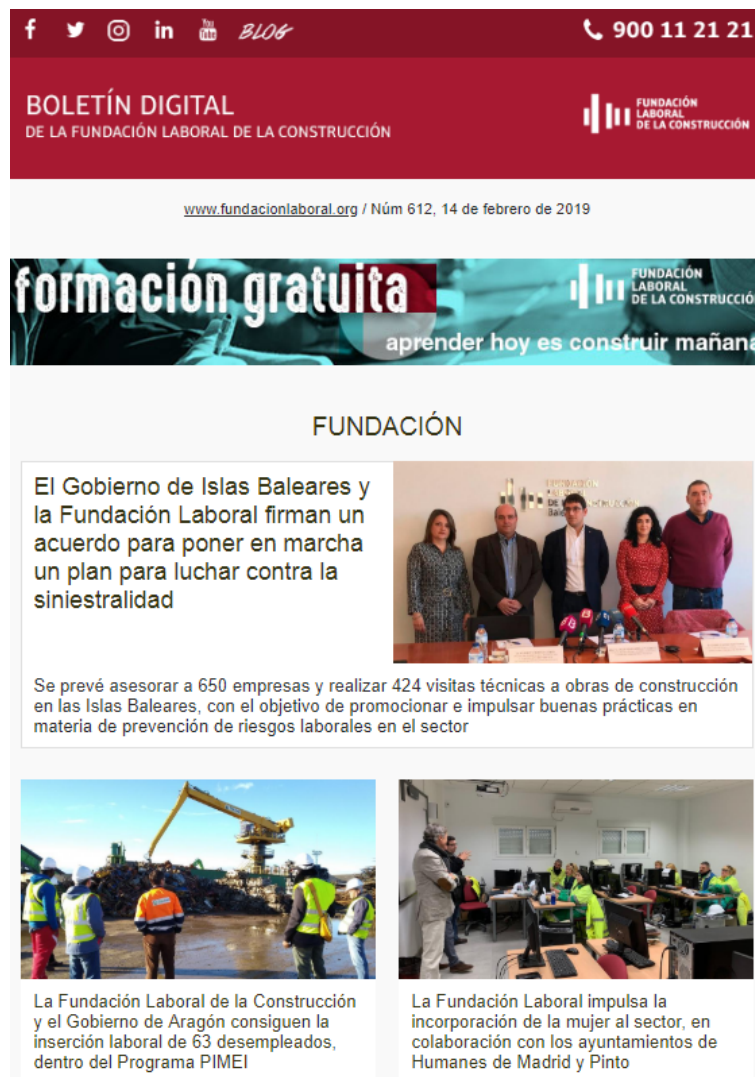 f in You Tube BLOG 900 11 21 21
BOLETÍN DIGITAL
DE LA FUNDACIÓN LABORAL DE LA CONSTRUCCIÓN
FUNDACIÓN
LABORAL
DE LA CONSTRUCCIÓN
www.fundacionlaboral.org / Núm 612, 14 de febrero de 2019
formación gratuita
FUNDACIÓN
LABORAL
DE LA CONSTRUCCIÓ
aprender hoy es construir mañana
FUNDACIÓN
El Gobierno de Islas Baleares y
la Fundación Laboral firman un
acuerdo para poner en marcha
un plan para luchar contra la
siniestralidad
Se prevé asesorar a 650 empresas y realizar 424 visitas técnicas a obras de construcción
en las Islas Baleares, con el objetivo de promocionar e impulsar buenas prácticas en
materia de prevención de riesgos laborales en el sector
La Fundación Laboral de la Construcción
y el Gobierno de Aragón consiguen la
inserción laboral de 63 desempleados,
dentro del Programa PIMEI
La Fundación Laboral impulsa la
incorporación de la mujer al sector, en
colaboración con los ayuntamientos de
Humanes de Madrid y Pinto